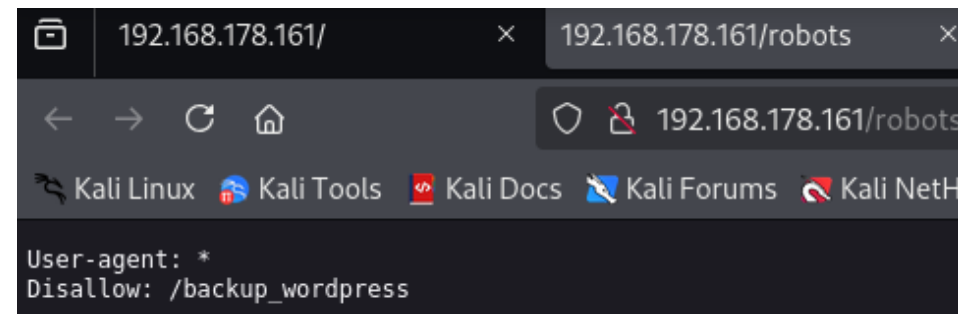 192.168.178.161/
192.168.178.161/robots
192.168.178.161/robots
Kali Linux Kali Tools Kali Docs Kali Forums Kali NetH
User-agent: *
Disallow: /backup_wordpress